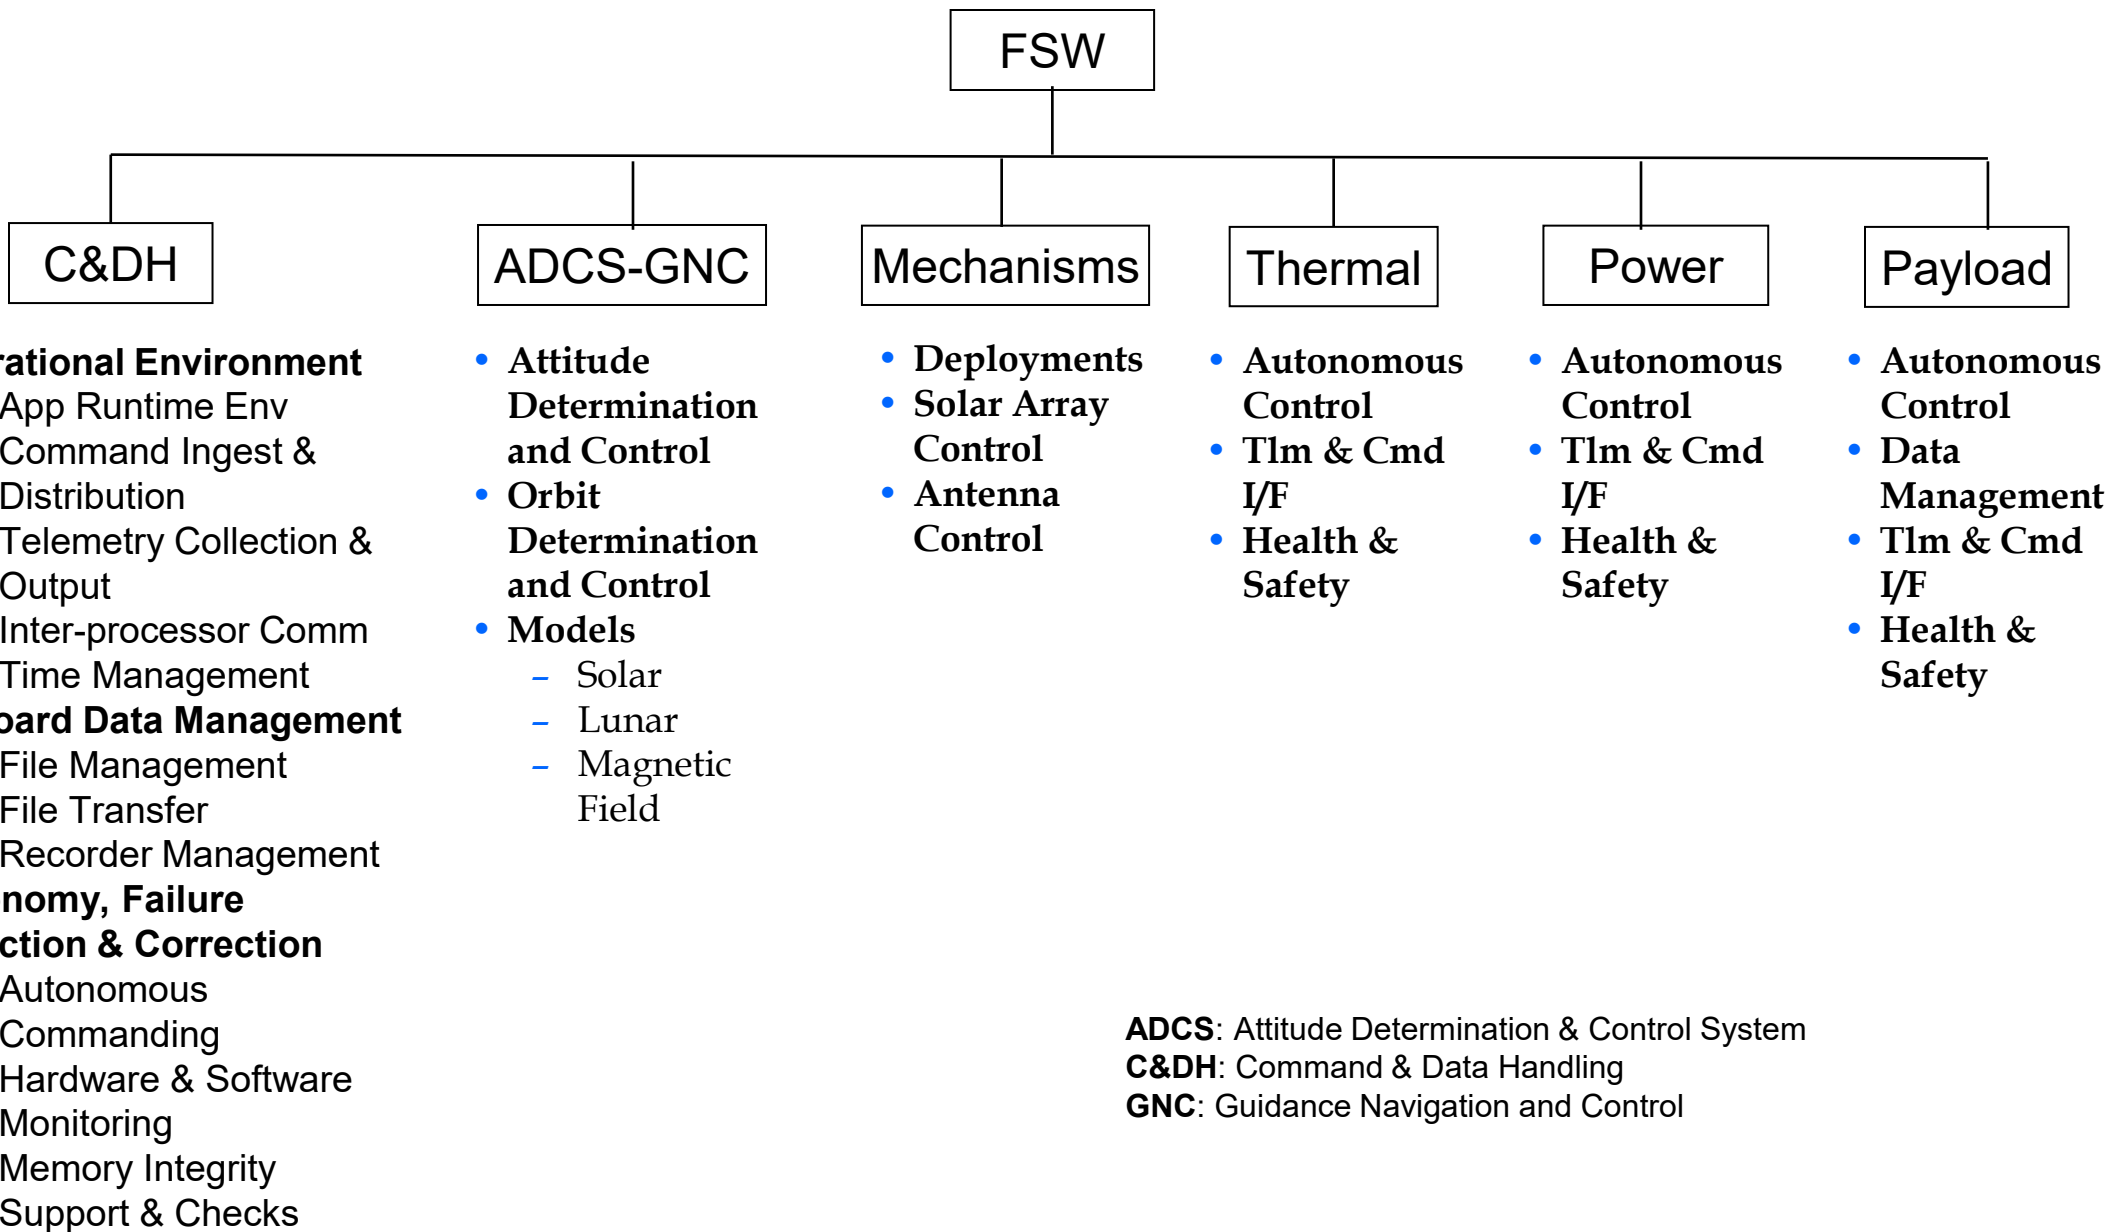 FSW
C&DH
ADCS-GNC
Mechanisms
Thermal
Power
Payload
rational Environment
App Runtime Env
Command Ingest &
Distribution
Telemetry Collection &
Output
Inter-processor Comm
Time Management
oard Data Management
File Management
File Transfer
Recorder Management
nomy, Failure
ction & Correction
Autonomous
Commanding
Hardware & Software
Monitoring
Memory Integrity
Support & Checks
• Attitude
Determination
and Control
• Orbit
Determination
and Control
• Models
– Solar
– Lunar
– Magnetic
Field
• Deployments
• Solar Array
Control
• Antenna
Control
• Autonomous
Control
• Tlm & Cmd
I/F
• Health &
Safety
• Autonomous
Control
• Tlm & Cmd
I/F
• Health &
Safety
• Autonomous
Control
• Data
Management
• Tlm & Cmd
I/F
• Health &
Safety
ADCS: Attitude Determination & Control System
C&DH: Command & Data Handling
GNC: Guidance Navigation and Control